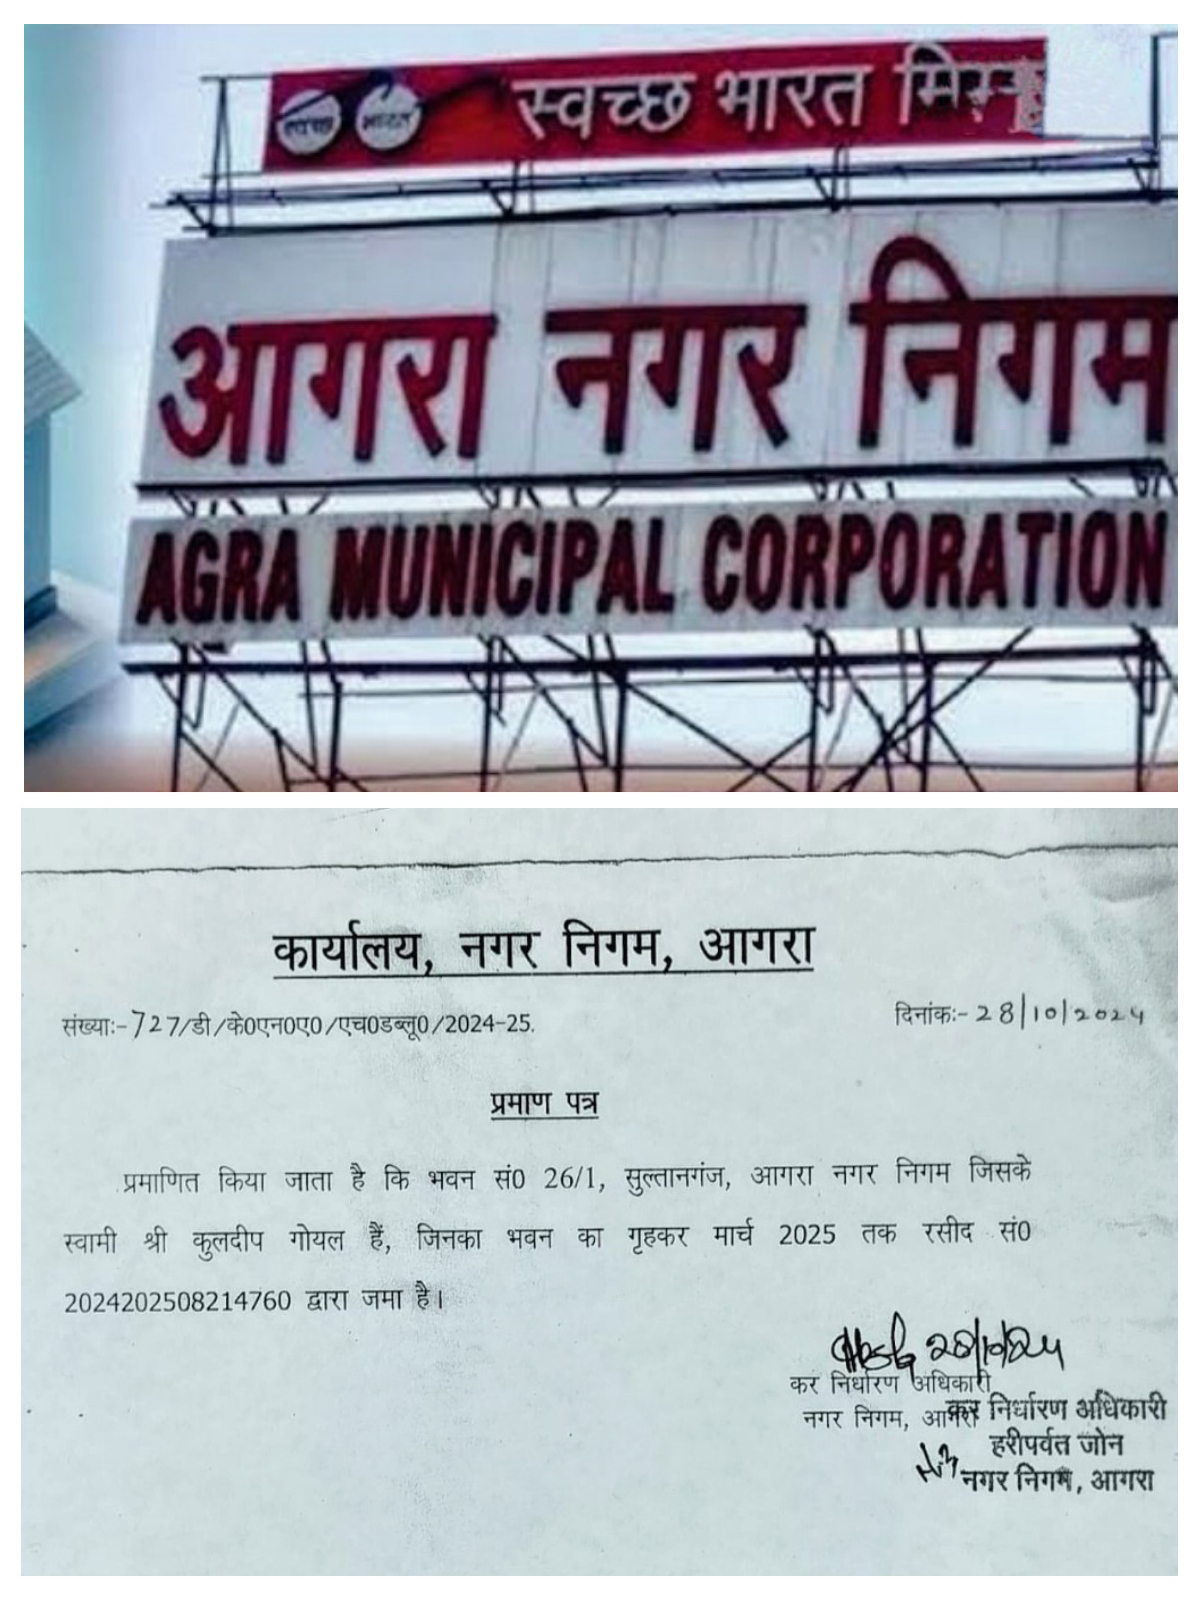 स्वच्छ भारत
स्वच्छ भारत
आगरा नगर निगम
AGRA MUNICIPAL CORPORATION
कार्यालय, नगर निगम, आगरा
संख्याः-727/डी/के0एन0ए0/एच0डब्लू0/2024-25.
दिनांकः- 28/10/2024
प्रमाण पत्र
प्रमाणित किया जाता है कि भवन सं0 26/1, सुल्तानगंज, आगरा नगर निगम जिसके
स्वामी श्री कुलदीप गोयल हैं, जिनका भवन का गृहकर मार्च 2025 तक रसीद सं0
2024202508214760 द्वारा जमा है।
28/10/24
कर निर्धारण अधिकारी
नगर निगम, आगरा
कर निर्धारण अधिकारी
हरीपर्वत जोन
नगर निगम, आगरा